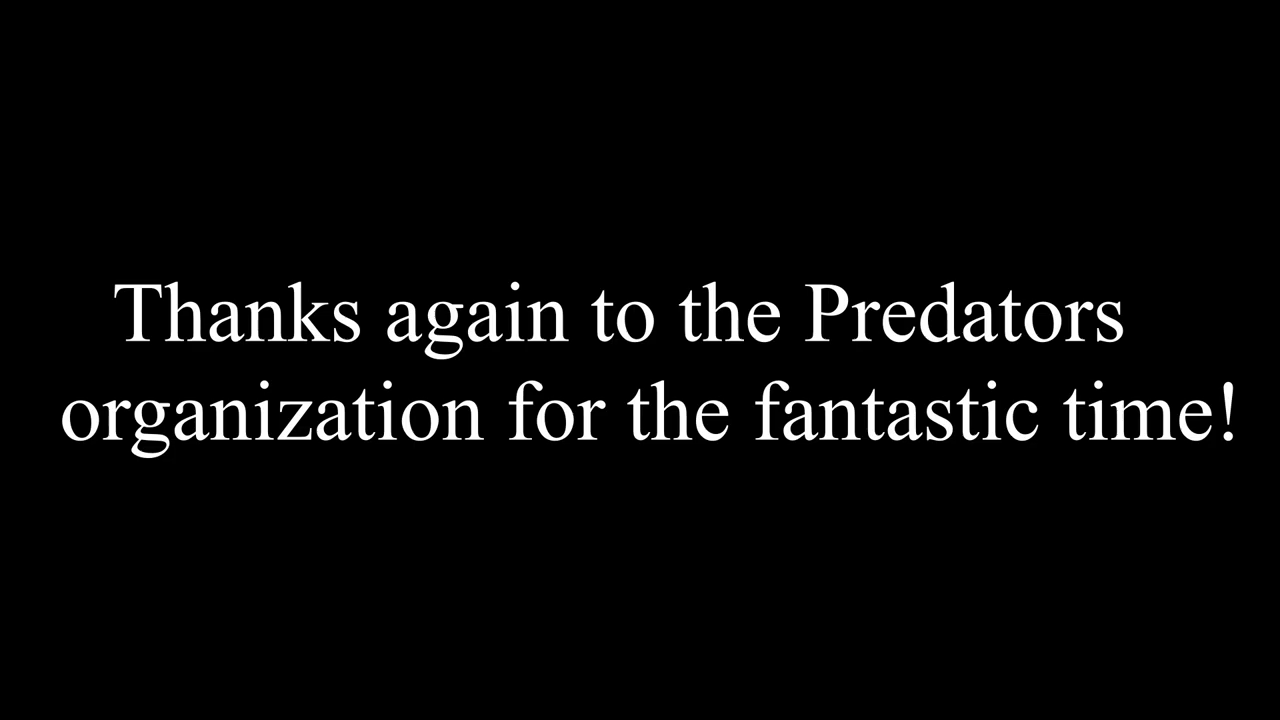 Thanks again to the Predators
organization for the fantastic time!